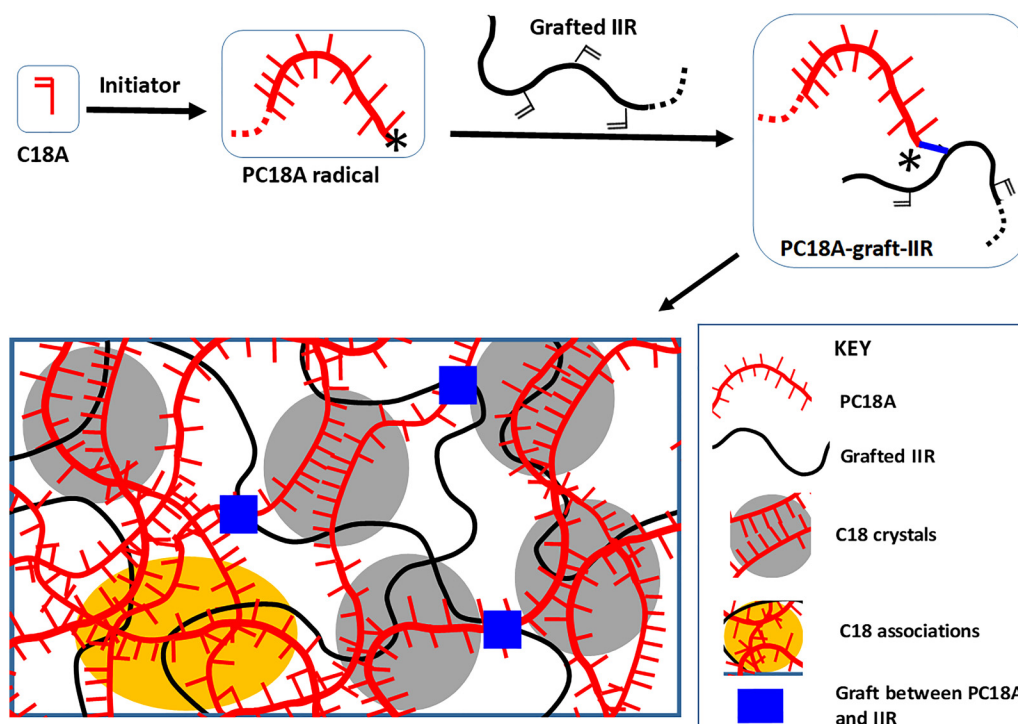 Grafted IIR
Initiator
C18A
PC18A radical
*
*
PC18A-graft-IIR
KEY
PC18A
Grafted IIR
C18 crystals
C18 associations
Graft between PC18A
and IIR